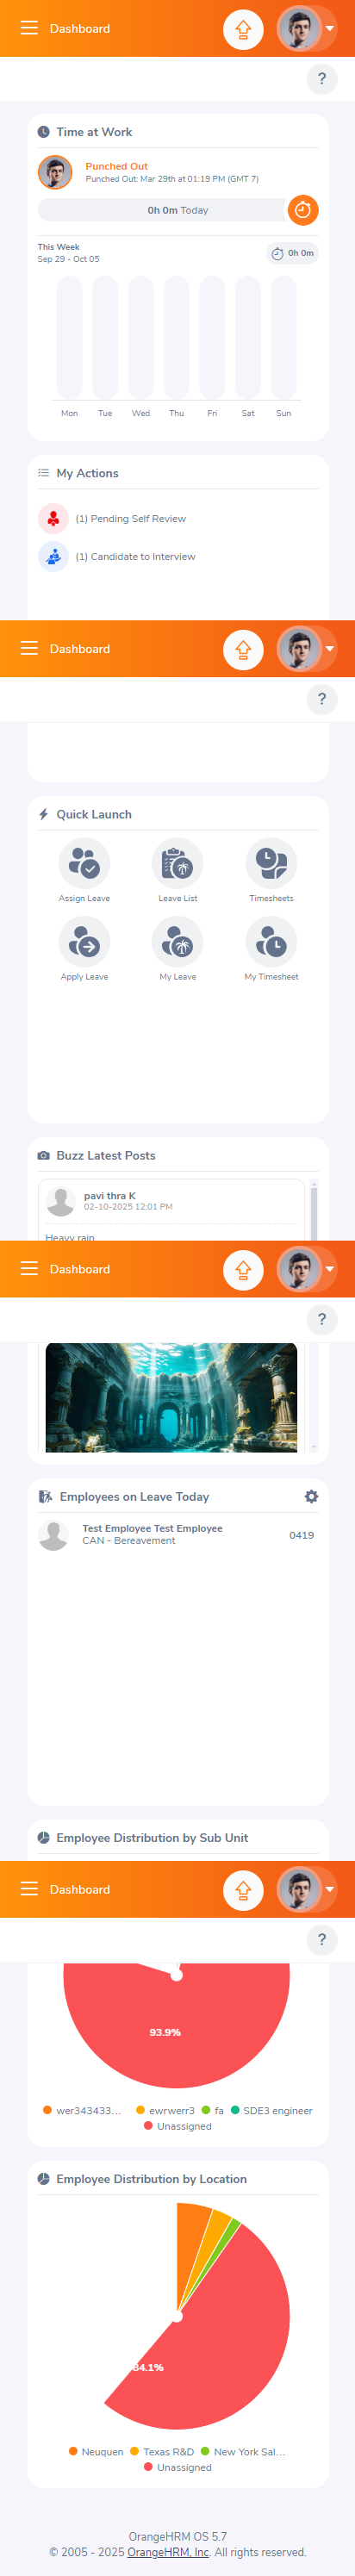 Dashboard
?
Time at Work
Punched Out
Punched Out: Mar 29th at 01:19 PM (GMT 7)
0h 0m Today
This Week
Sep 29 - Oct 05
0h 0m
Mon Tue Wed Thu Fri Sat Sun
My Actions
(1) Pending Self Review
(1) Candidate to Interview
Dashboard
?
Quick Launch
Assign Leave Leave List Timesheets
Apply Leave My Leave My Timesheet
Buzz Latest Posts
pavi thra K
02-10-2025 12:01 PM
Heavy rain
Dashboard
?
Employees on Leave Today
Test Employee Test Employee
CAN - Bereavement
0419
Employee Distribution by Sub Unit
Dashboard
?
93.9%
wer343433... ewrwerr3 fa SDE3 engineer
Unassigned
Employee Distribution by Location
84.1%
Neuquen Texas R&D New York Sal...
Unassigned
OrangeHRM OS 5.7
© 2005 - 2025 OrangeHRM, Inc. All rights reserved.